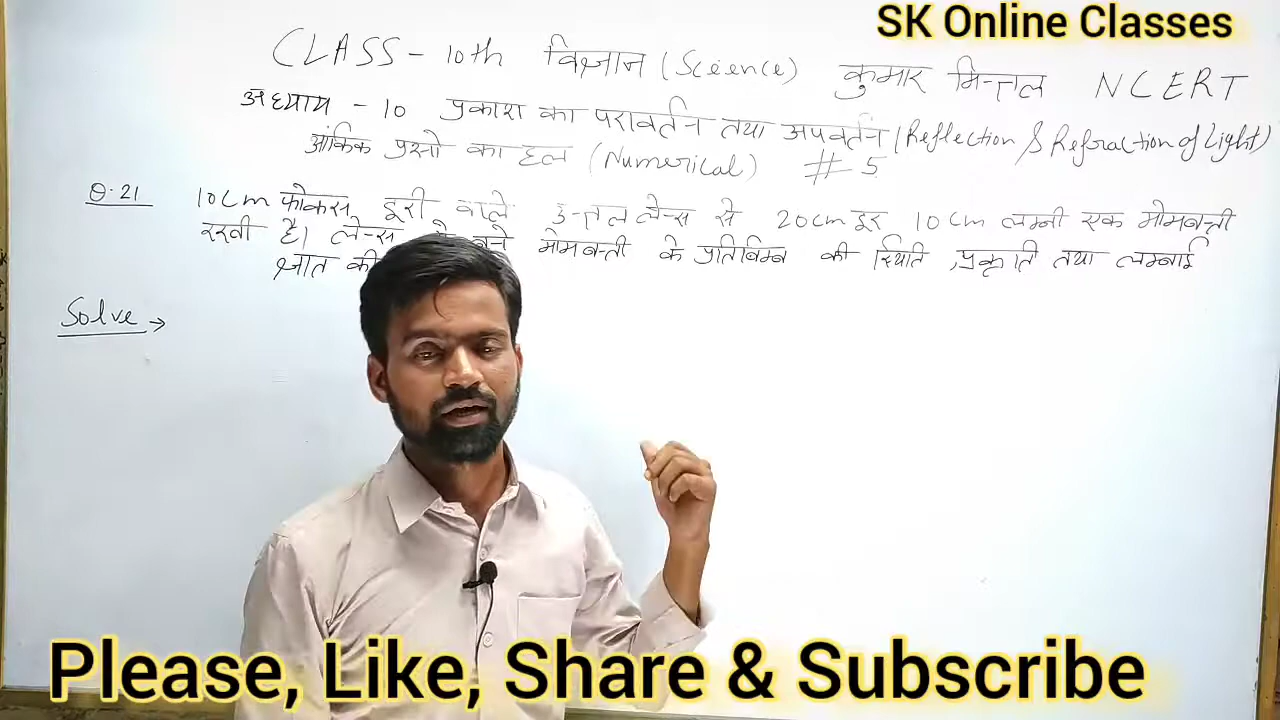 SK Online Classes
CLASS - 10th विज्ञान (Science) कुमार मित्तल NCERT
अध्याय - 10 प्रकाश का परावर्तन तथा अपवर्तन (Reflection & Refraction of Light)
आंकिक प्रश्नो का हल (Numerical) # 5
Q.21 10cm फोकस दूरी वाले उन्तल लेन्स से 20cm दूर 10cm लम्बी एक मोमबत्ती
रखी है। लेन्स बने मोमबत्ती के प्रतिबिम्ब की स्थिति, प्रकृति तथा लम्बाई
ज्ञात
Solve →
Please, Like, Share & Subscribe